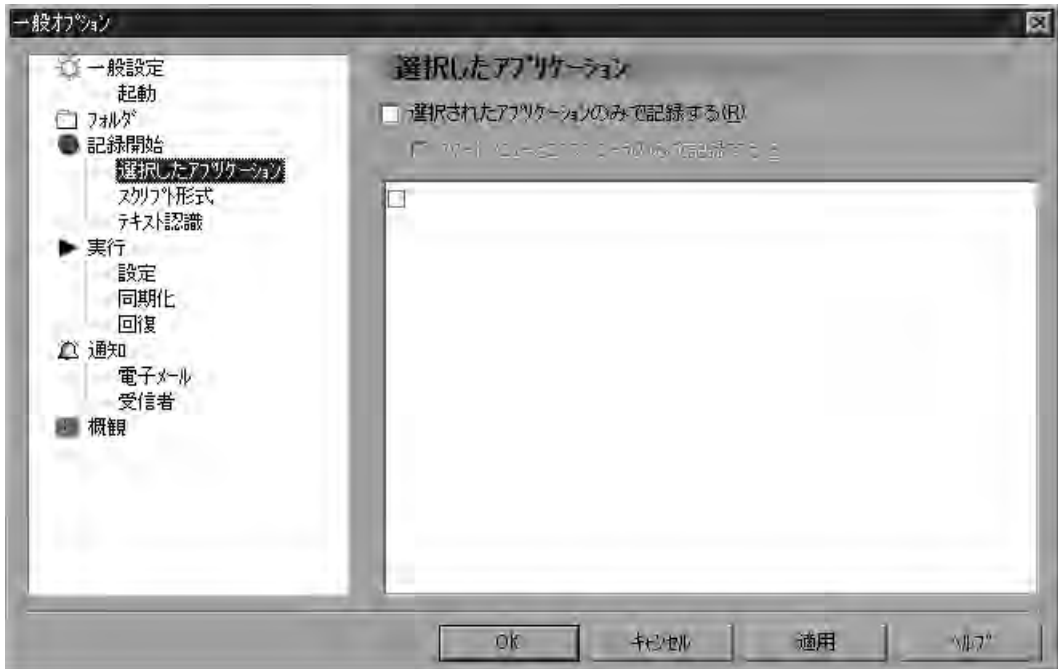 一般ｵﾌﾟｼｮﾝ
一般設定
起動
ﾌｫﾙﾀﾞ
記録開始
選択したｱﾌﾟﾘｹｰｼｮﾝ
ｽｸﾘﾌﾟﾄ形式
ﾃｷｽﾄ認識
実行
設定
同期化
回復
通知
電子ﾒｰﾙ
受信者
概観
選択したｱﾌﾟﾘｹｰｼｮﾝ
選択されたｱﾌﾟﾘｹｰｼｮﾝのみで記録する(R)
OK
ｷｬﾝｾﾙ
適用
ﾍﾙﾌﾟ